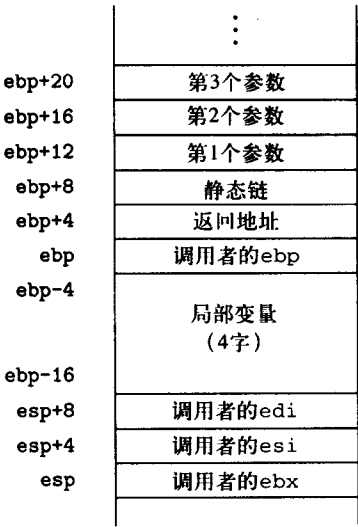 ebp+20 第3个参数
ebp+16 第2个参数
ebp+12 第1个参数
ebp+8 静态链
ebp+4 返回地址
ebp 调用者的ebp
ebp-4
局部变量
(4字)
ebp-16
esp+8 调用者的edi
esp+4 调用者的esi
esp 调用者的ebx